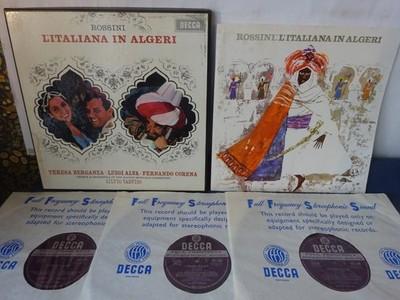 DECCA
ROSSINI
L'ITALIANA IN ALGERI
TERESA BERGANZA · LUIGI ALVA · FERNANDO CORENA
SILVIO VARVISO
ROSSINI: L'ITALIANA IN ALGERI
Full Frequency Stereophonic Sound
This record should be played only on
equipment specifically designed or
adapted for stereophonic records.
DECCA
DECCA
Full Frequency Stereophonic Sound
This record should be played only on
equipment specifically designed or
adapted for stereophonic records.
DECCA
DECCA
Full Frequency Stereophonic Sound
This record should be played only on
equipment specifically designed or
adapted for stereophonic records.
DECCA
DECCA